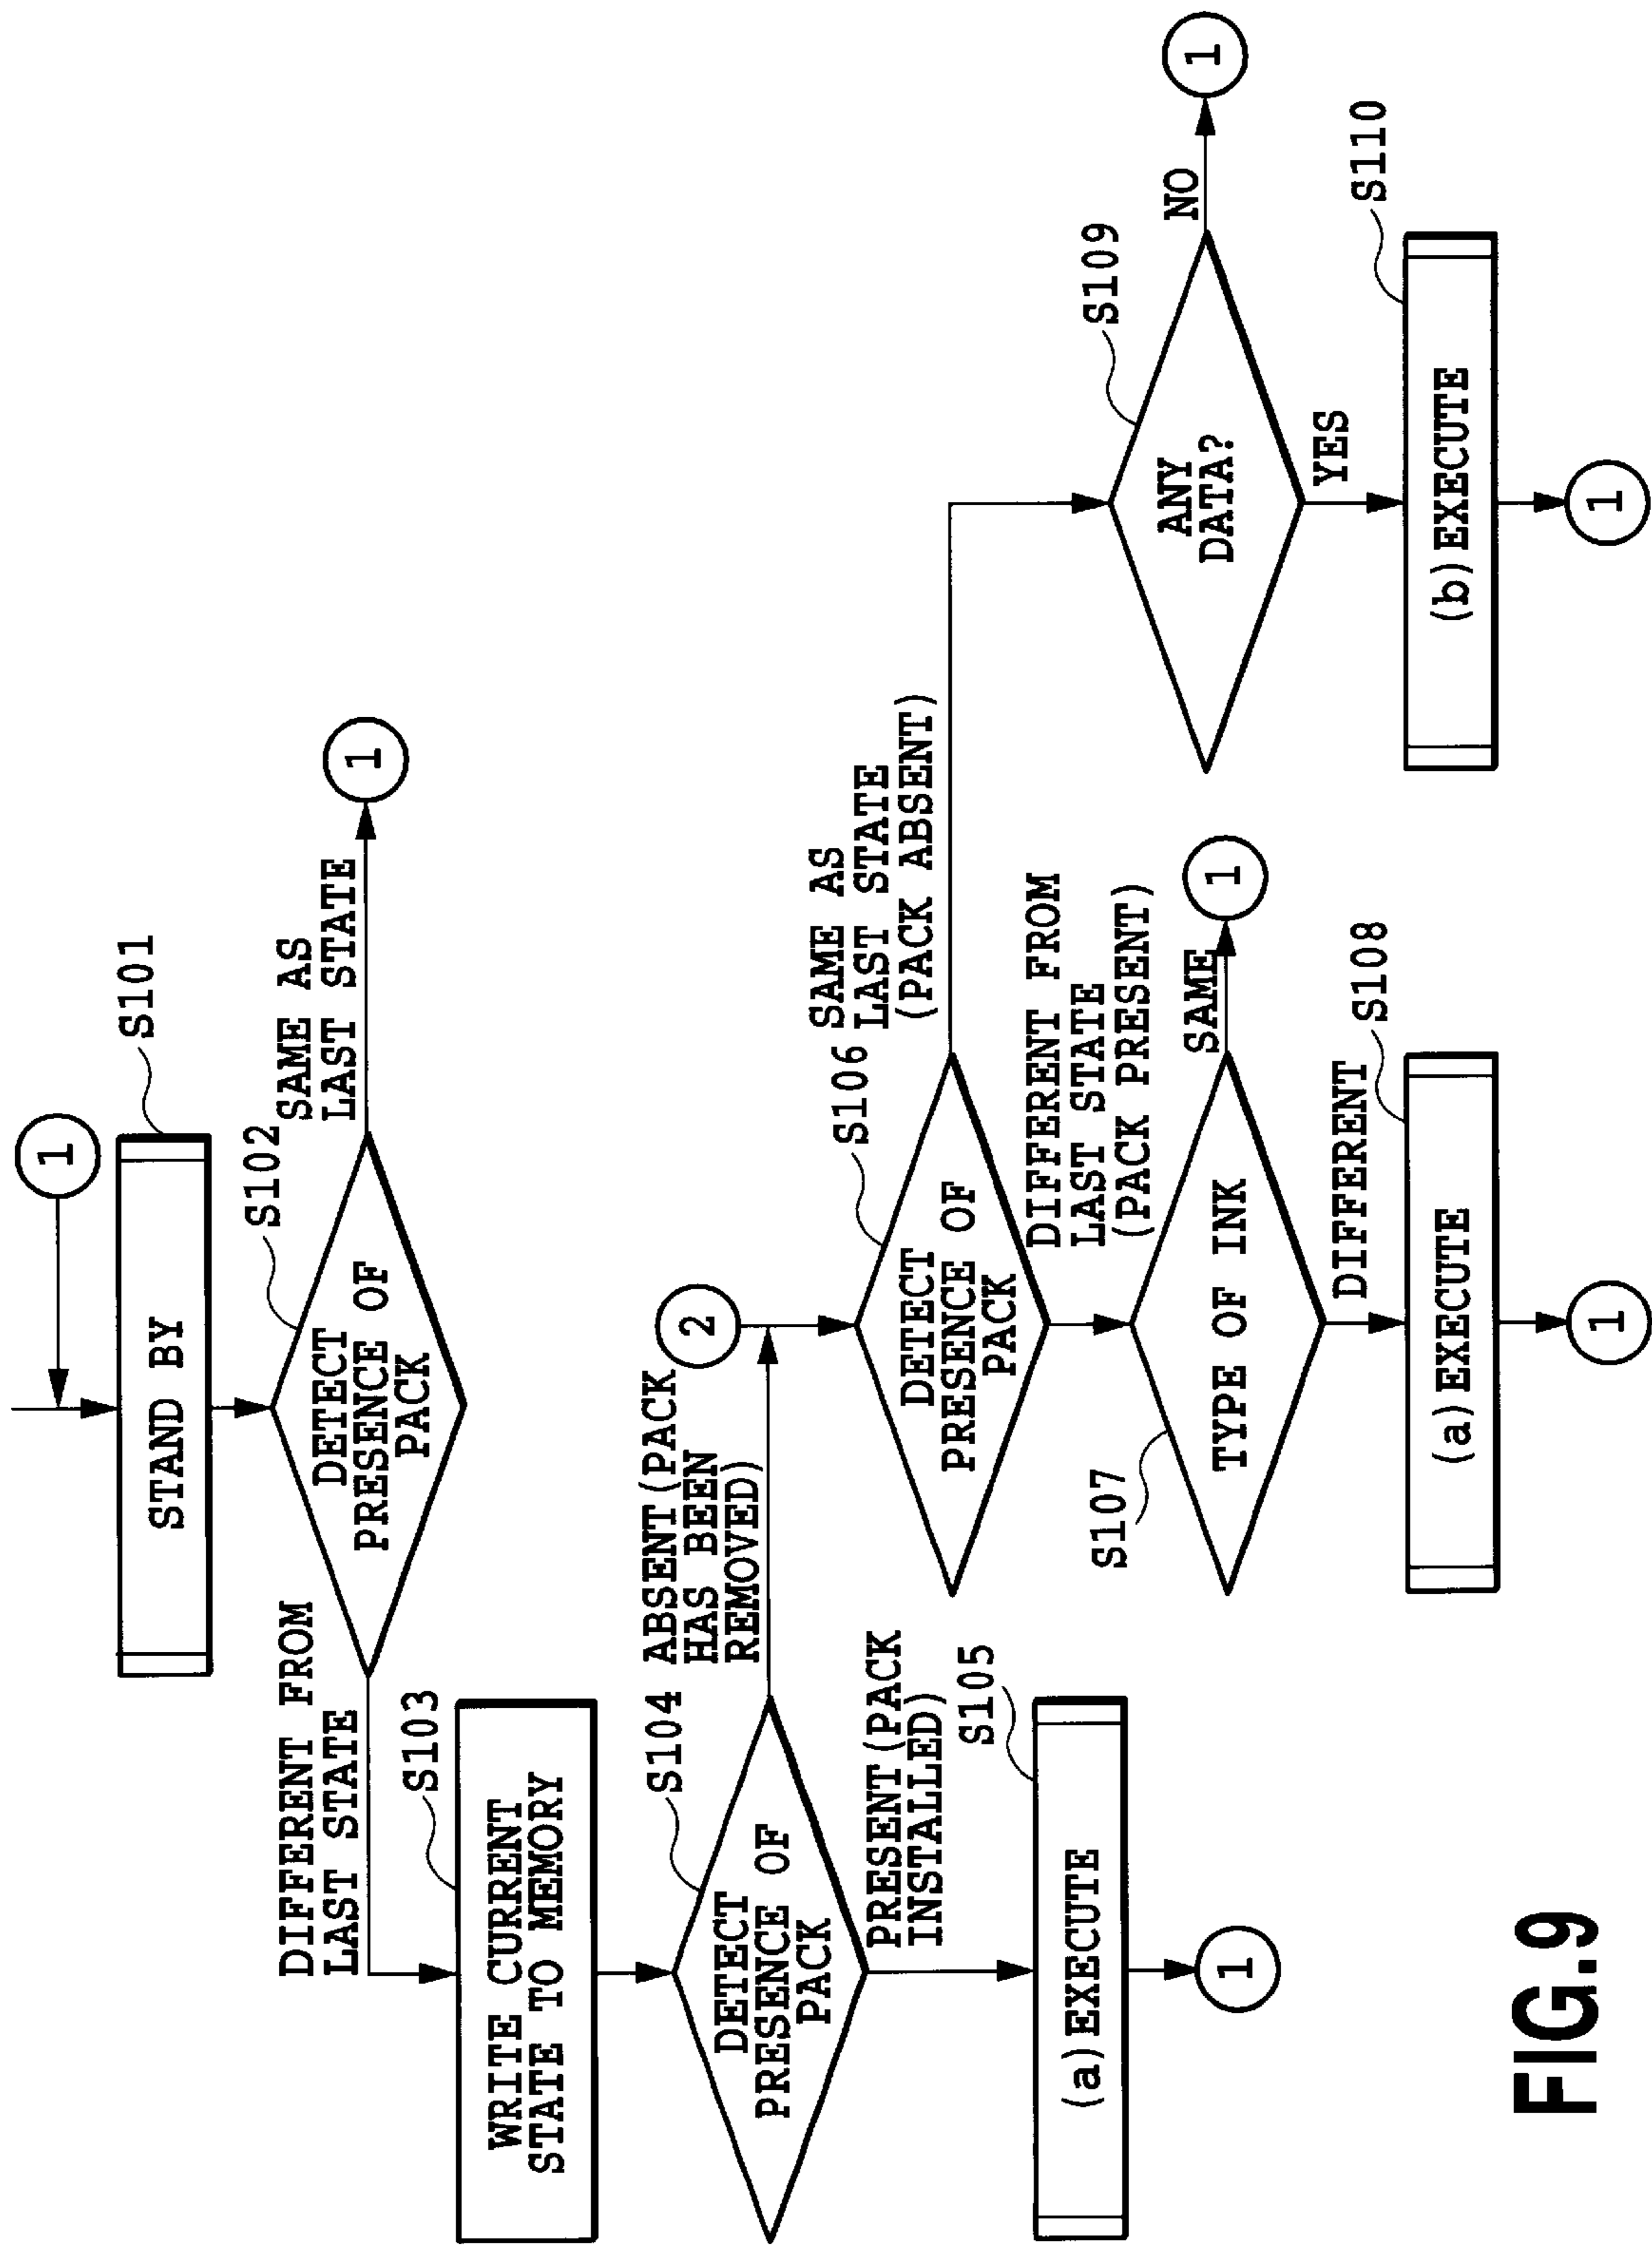 1
S101
STAND BY
S102
DETECT
PRESENCE OF
PACK
SAME AS
LAST STATE
1
DIFFERENT FROM
LAST STATE
S103
WRITE CURRENT
STATE TO MEMORY
S104
DETECT
PRESENCE OF
PACK
ABSENT(PACK
HAS BEEN
REMOVED)
PRESENT(PACK
INSTALLED)
S105
(a)EXECUTE
1
2
S106
DETECT
PRESENCE OF
PACK
SAME AS
LAST STATE
(PACK ABSENT)
DIFFERENT FROM
LAST STATE
(PACK PRESENT)
S107
TYPE OF INK
SAME
1
DIFFERENT
S108
(a)EXECUTE
1
S109
ANY
DATA?
NO
1
YES
S110
(b)EXECUTE
1
FIG.9